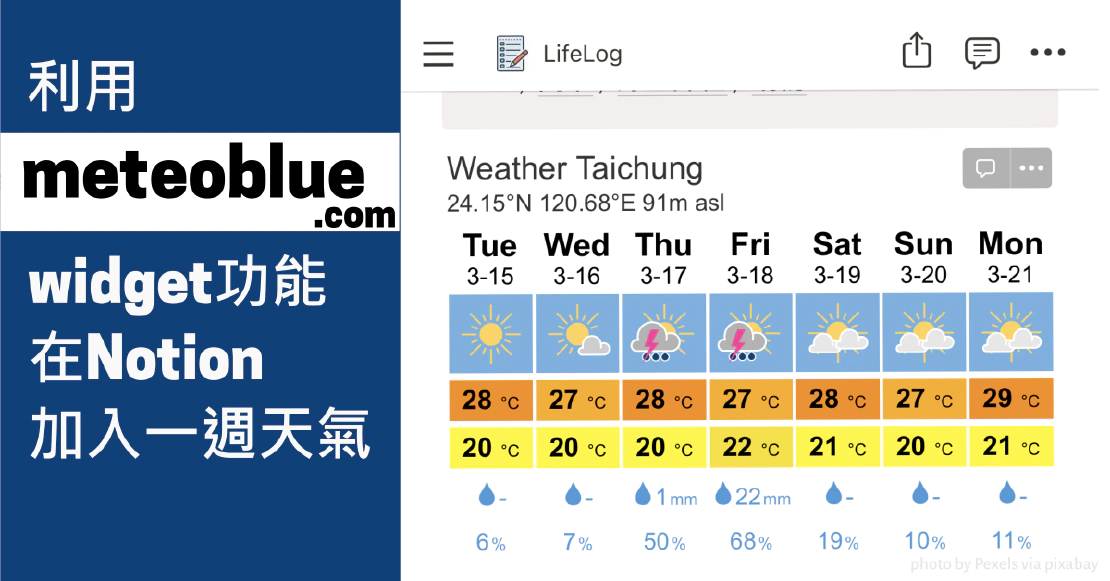 利用
meteoblue
.com
widget功能
在Notion
加入一週天氣
LifeLog
Weather Taichung
24.15°N 120.68°E 91m asl
Tue Wed Thu Fri Sat Sun Mon
3-15 3-16 3-17 3-18 3-19 3-20 3-21
28 °C 27 °C 28 °C 27 °C 28 °C 27 °C 29 °C
20 °C 20 °C 20 °C 22 °C 21 °C 20 °C 21 °C
- - 1 mm 22 mm - - -
6% 7% 50% 68% 19% 10% 11%
photo by Pexels via pixabay